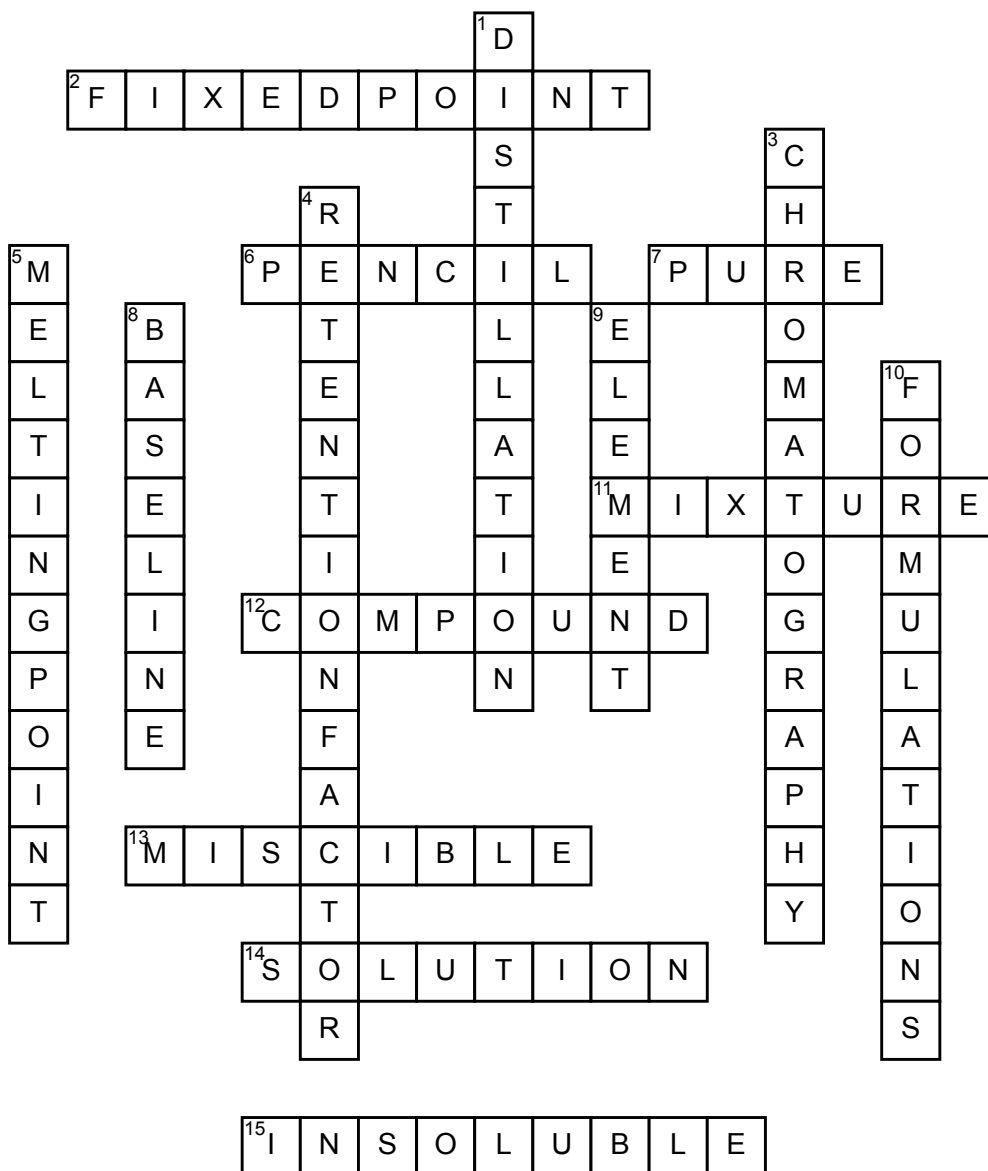 1 D
2 F I X E D P O I N T
S 3 C
4 R T H
5 M 6 P E N C I L 7 P U R E
E 8 B T L 9 E O
L A E L L M 10 F
T S N A E A O
I E T T 11 M I X T U R E
N L I I E O M
G I 12 C O M P O U N D G U
P N N N T R L
O E F A A
I A P T
N 13 M I S C I B L E H I
T T Y O
14 S O L U T I O N N
R S
15 I N S O L U B L E